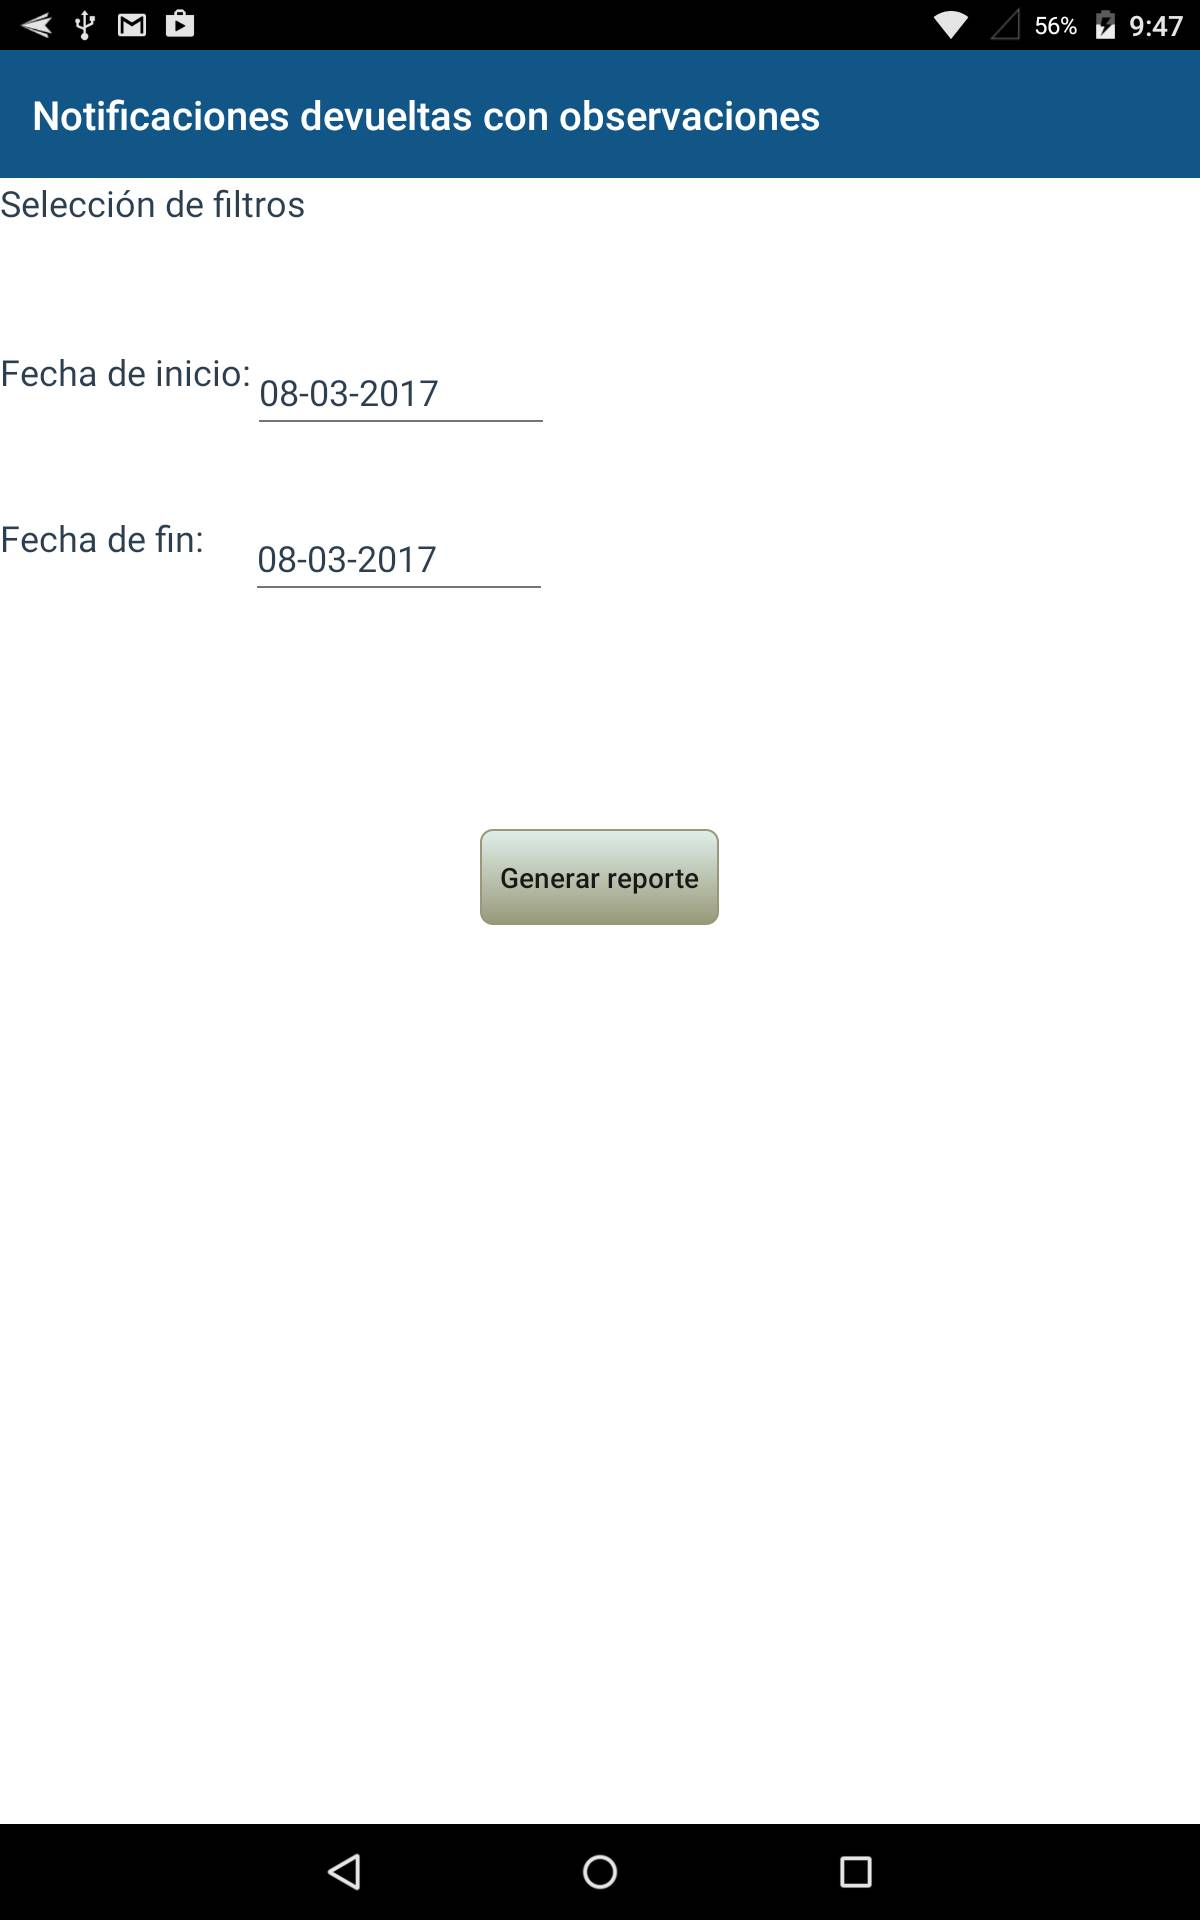 56% 9:47
Notificaciones devueltas con observaciones
Selección de filtros
Fecha de inicio: 08-03-2017
Fecha de fin: 08-03-2017
Generar reporte